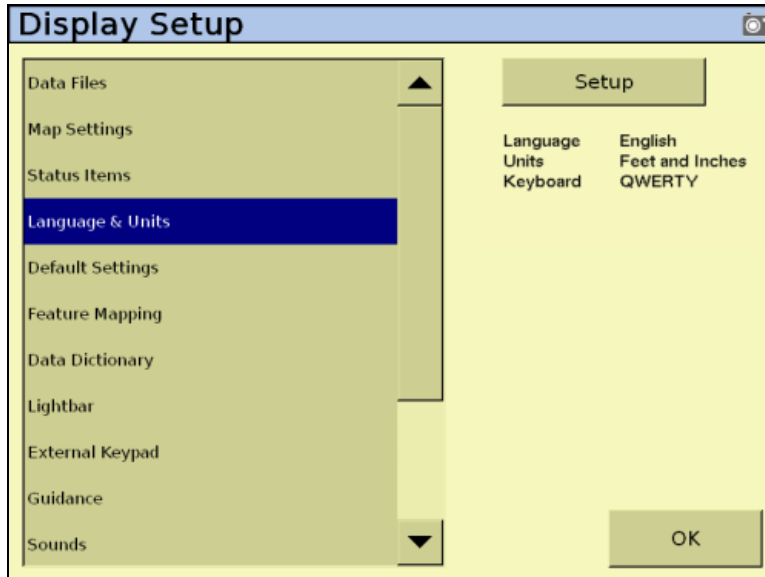 Display Setup
Data Files
Map Settings
Status Items
Language & Units
Default Settings
Feature Mapping
Data Dictionary
Lightbar
External Keypad
Guidance
Sounds
Setup
Language English
Units Feet and Inches
Keyboard QWERTY
OK